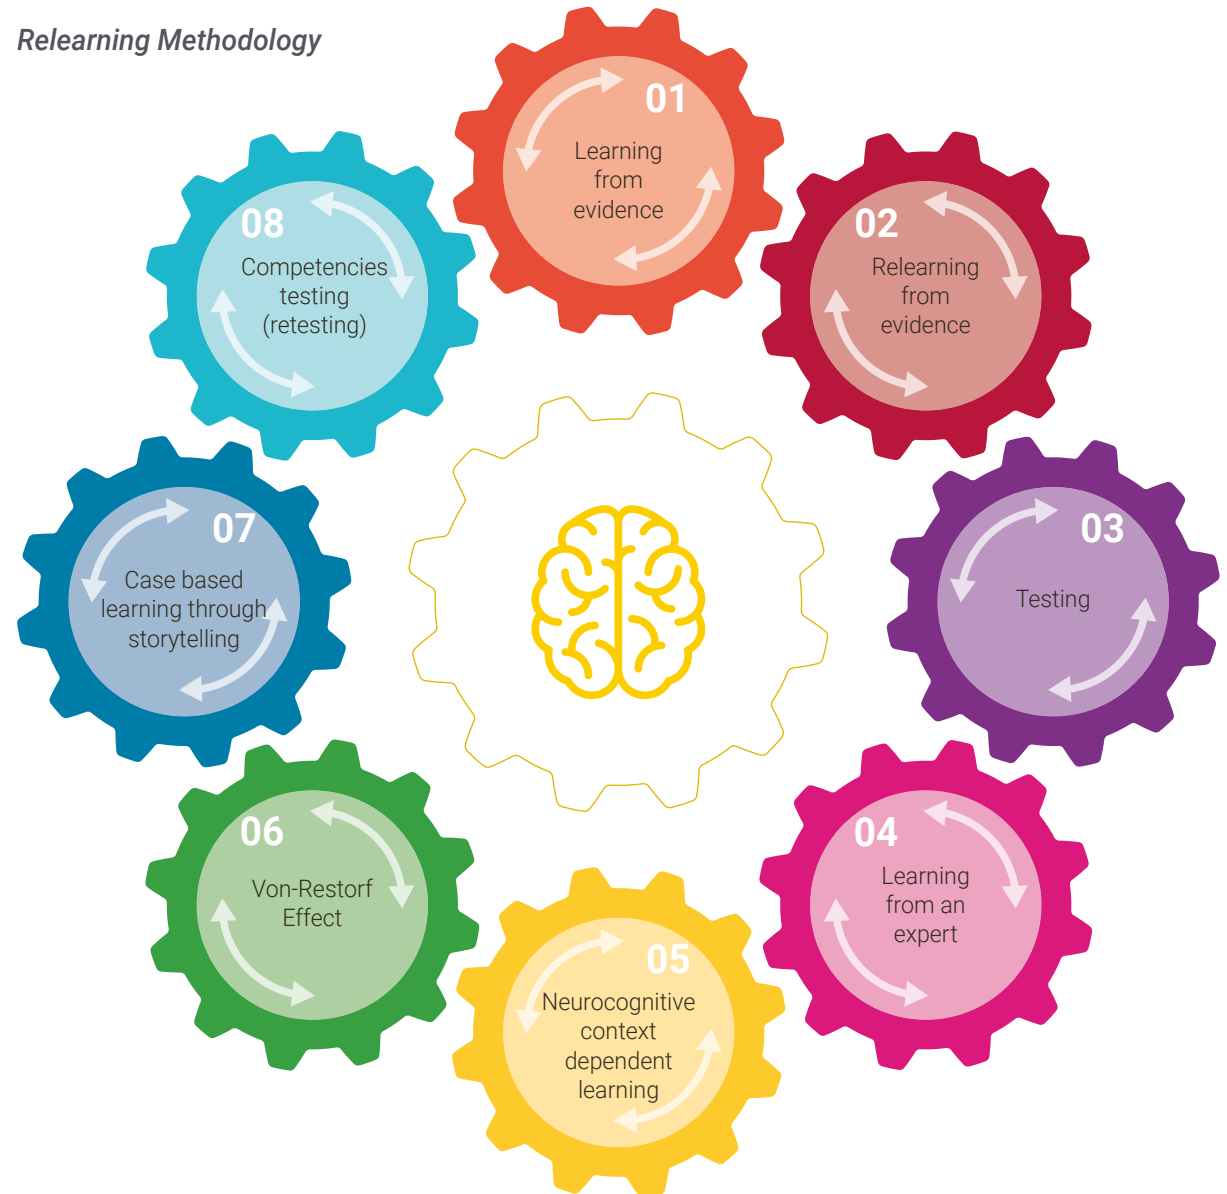 Relearning Methodology
01
Learning
from
evidence
02
Relearning
from
evidence
03
Testing
04
Learning
from an
expert
05
Neurocognitive
context
dependent
learning
06
Von-Restorf
Effect
07
Case based
learning through
storytelling
08
Competencies
testing
(retesting)